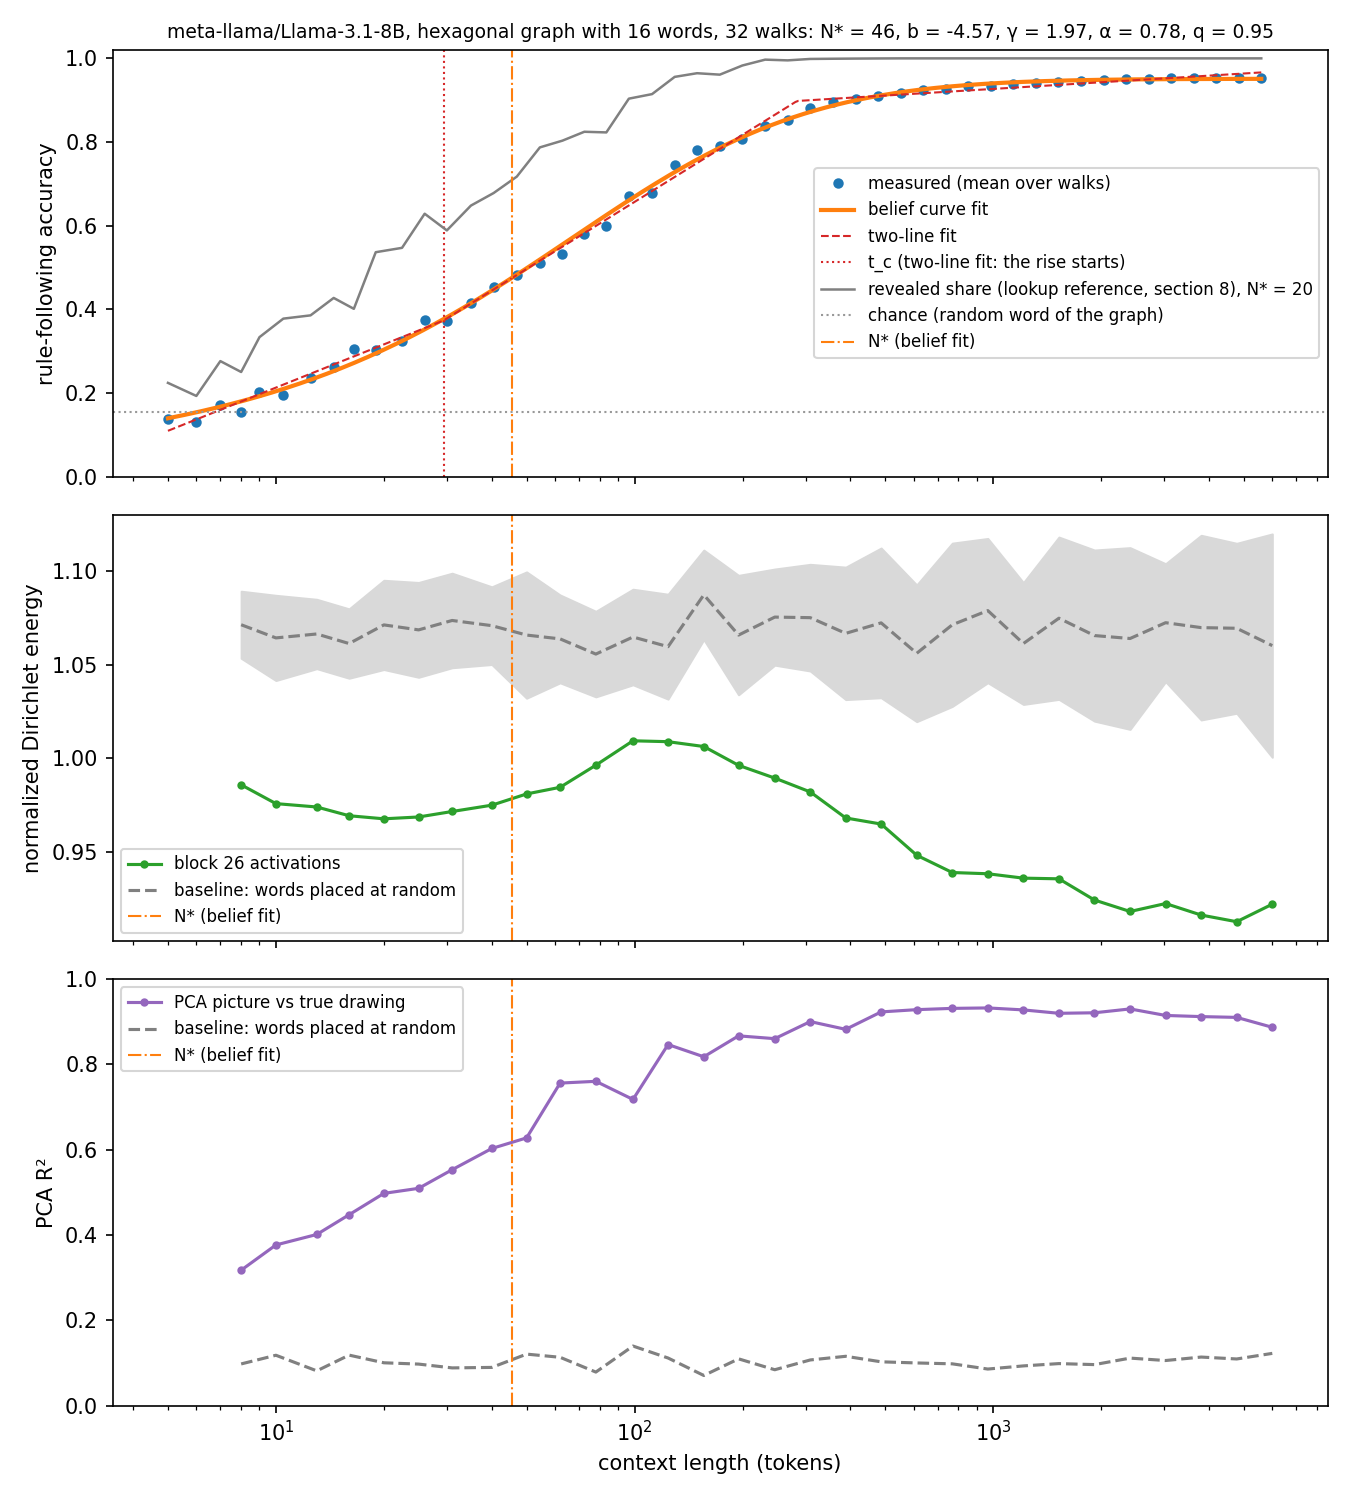 meta-llama/Llama-3.1-8B, hexagonal graph with 16 words, 32 walks: N* = 46, b = -4.57, γ = 1.97, α = 0.78, q = 0.95
rule-following accuracy
1.0
0.8
0.6
0.4
0.2
0.0
measured (mean over walks)
belief curve fit
two-line fit
t_c (two-line fit: the rise starts)
revealed share (lookup reference, section 8), N* = 20
chance (random word of the graph)
N* (belief fit)
normalized Dirichlet energy
1.10
1.05
1.00
0.95
block 26 activations
baseline: words placed at random
N* (belief fit)
PCA R²
1.0
0.8
0.6
0.4
0.2
0.0
PCA picture vs true drawing
baseline: words placed at random
N* (belief fit)
10¹ 10² 10³
context length (tokens)